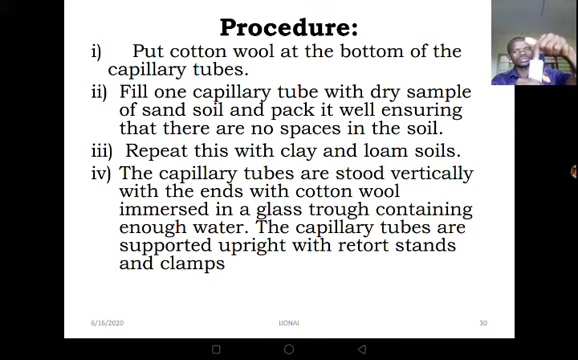 Procedure:
i) Put cotton wool at the bottom of the
capillary tubes.
ii) Fill one capillary tube with dry sample
of sand soil and pack it well ensuring
that there are no spaces in the soil.
iii) Repeat this with clay and loam soils.
iv) The capillary tubes are stood vertically
with the ends with cotton wool
immersed in a glass trough containing
enough water. The capillary tubes are
supported upright with retort stands
and clamps
6/16/2020 IJONAI 30